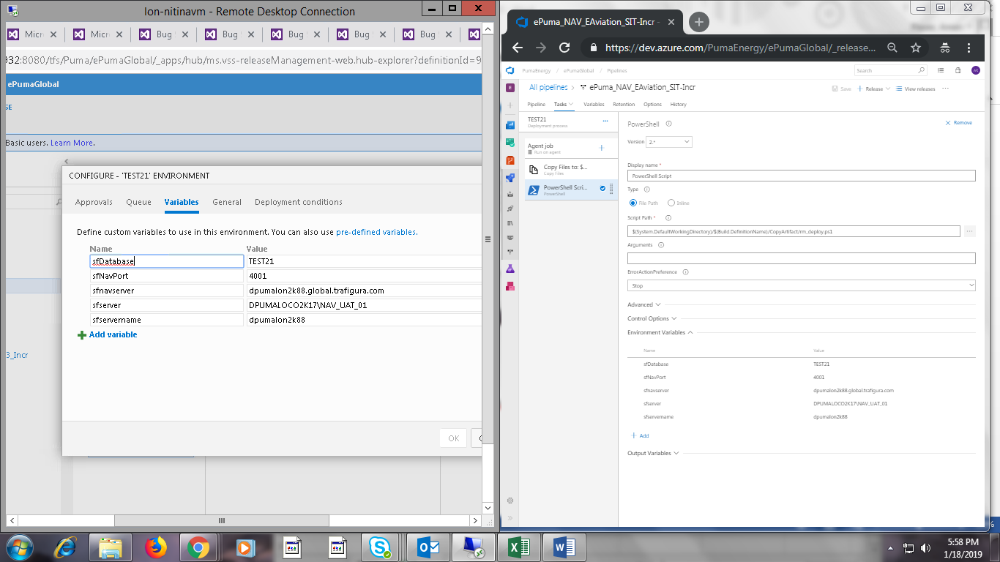 lon-nitinavm - Remote Desktop Connection
Micr
Micr
Bug
Bug
Bug
Bug
Bug
932:8080/tfs/Puma/ePumaGlobal/_apps/hub/ms.vss-releaseManagement-web.hub-explorer?definitionId=9
ePumaGlobal
SE
Basic users. Learn More.
3_Incr
CONFIGURE - 'TEST21' ENVIRONMENT
Approvals Queue Variables General Deployment conditions
Define custom variables to use in this environment. You can also use pre-defined variables.
Name Value
sfDatabase TEST21
sfNavPort 4001
sfnavserver dpumalon2k88.global.trafigura.com
sfserver DPUMALOCO2K17\NAV_UAT_01
sfservername dpumalon2k88
Add variable
OK
ePuma_NAV_EAviation_SIT-Incr -
https://dev.azure.com/PumaEnergy/ePumaGlobal/_release...
PumaEnergy / ePumaGlobal / Pipelines
Search
AR
E
All pipelines > ePuma_NAV_EAviation_SIT-Incr
Save + Release View releases ...
Pipeline Tasks Variables Retention Options History
TEST21
Deployment process
Agent job
Run on agent
Copy Files to: $...
Copy Files
PowerShell Scri...
PowerShell
PowerShell
Remove
Version 2.*
Display name *
PowerShell Script
Type
File Path Inline
Script Path *
$(System.DefaultWorkingDirectory)/$(Build.DefinitionName)/CopyArtifact/rm_deploy.ps1
Arguments
ErrorActionPreference
Stop
Advanced
Control Options
Environment Variables
Name Value
sfDatabase TEST21
sfNavPort 4001
sfnavserver dpumalon2k88.global.trafigura.com
sfserver DPUMALOCO2K17\NAV_UAT_01
sfservername dpumalon2k88
+ Add
Output Variables
%
5:58 PM
1/18/2019